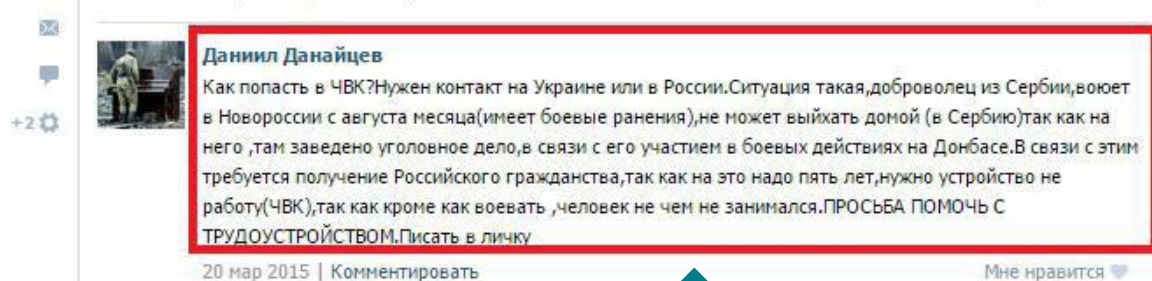 Даниил Данайцев
Как попасть в ЧВК?Нужен контакт на Украине или в России.Ситуация такая,доброволец из Сербии,воюет
в Новороссии с августа месяца(имеет боевые ранения),не может выйхать домой (в Сербию)так как на
+2
него ,там заведено уголовное дело,в связи с его участием в боевых действиях на Донбасе.В связи с этим
требуется получение Российского гражданства,так как на это надо пять лет,нужно устройство не
работу(ЧВК),так как кроме как воевать ,человек не чем не занимался.ПРОСЬБА ПОМОЧЬ С
ТРУДОУСТРОЙСТВОМ.Писать в личку
20 мар 2015 | Комментировать Мне нравится